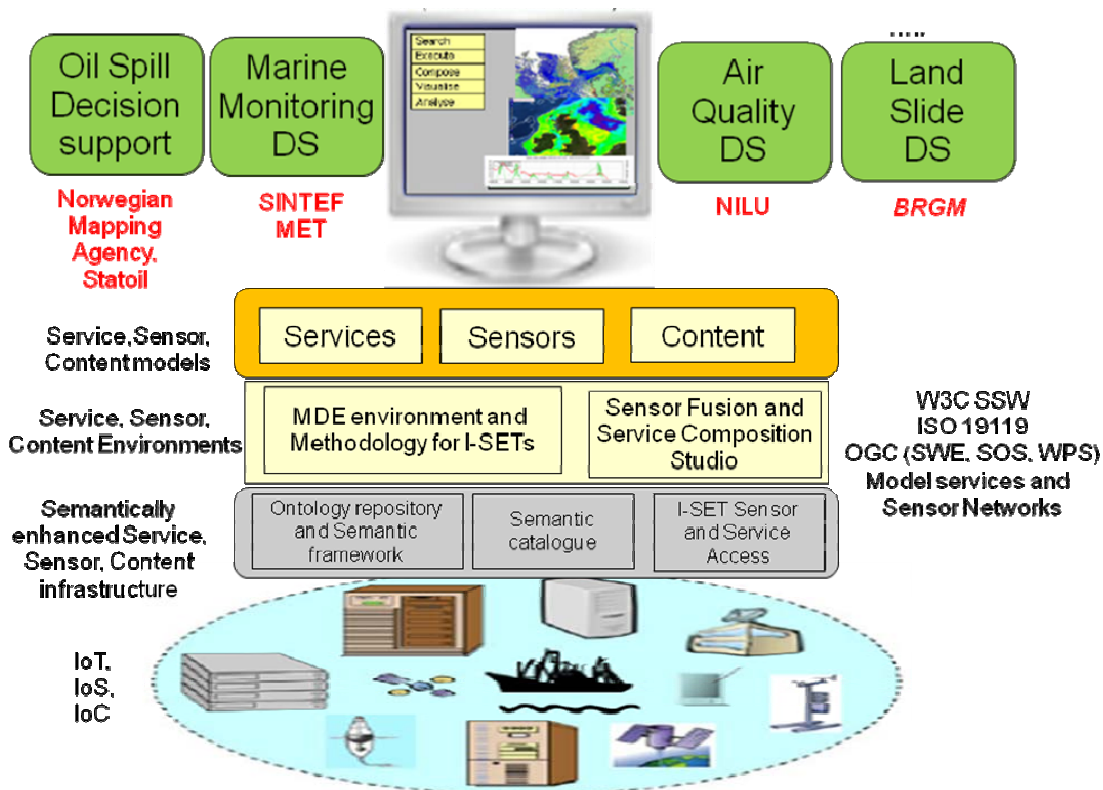 .....
Oil Spill
Decision
support
Marine
Monitoring
DS
Search
Execute
Compose
Visualise
Analyse
Air
Quality
DS
Land
Slide
DS
Norwegian
Mapping
Agency,
Statoil
SINTEF
MET
NILU
BRGM
Service,Sensor,
Content models
Services
Sensors
Content
Service, Sensor,
Content Environments
MDE environment and
Methodology for I-SETs
Sensor Fusion and
Service Composition
Studio
W3C SSW
ISO 19119
OGC (SWE, SOS, WPS)
Model services and
Sensor Networks
Semantically
enhanced Service,
Sensor, Content
infrastructure
Ontology repository
and Semantic
framework
Semantic
catalogue
I-SET Sensor
and Service
Access
IoT,
IoS,
IoC